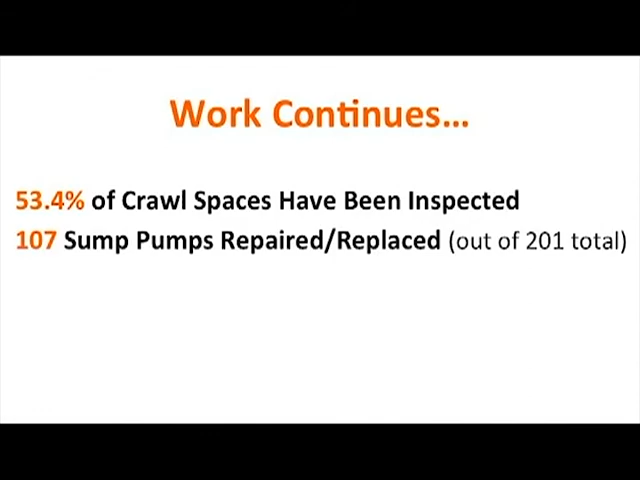 Work Continues...
53.4% of Crawl Spaces Have Been Inspected
107 Sump Pumps Repaired/Replaced (out of 201 total)